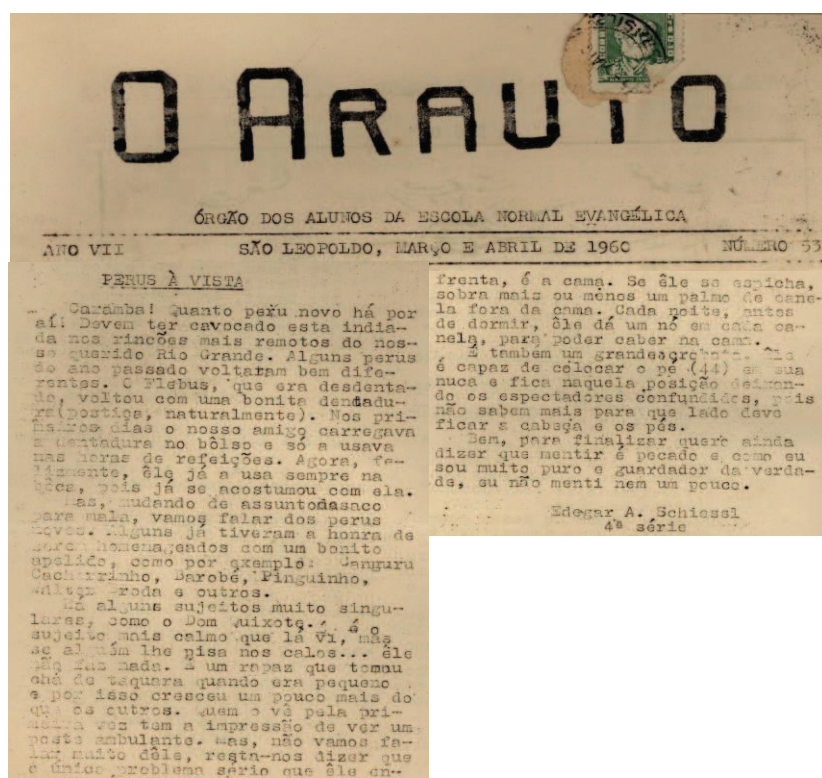 O ARAUTO
ÓRGÃO DOS ALUNOS DA ESCOLA NORMAL EVANGÉLICA
ANO VII SÃO LEOPOLDO, MARÇO E ABRIL DE 1960 NÚMERO 53
PERUS À VISTA
Caramba! Quanto peru novo há por
aí! Devem ter cavocado esta india-
da nos rincões mais remotos do nos-
so querido Rio Grande. Alguns perus
do ano passado voltaram bem dife-
rentes. O Flebus, que era desdenta-
do, voltou com uma bonita dentadu-
ra(postiça, naturalmente). Nos pri-
meiros dias o nosso amigo carregava
a dentadura no bôlso e só a usava
nas horas de refeições. Agora, fe-
lizmente, êle já a usa sempre na
bôca, pois já se acostumou com ela.
Mas, mudando de assuntodasaco
para mala, vamos falar dos perus
novos. Alguns já tiveram a honra de
serem homenageados com um bonito
apelido, como por exemplo: Canguru
Cachorrinho, Barobé, Pinguinho,
Broda e outros.
Há alguns sujeitos muito singu-
lares, como o Dom Quixote. é o
sujeito mais calmo que lá vi, mas
se alguém lhe pisa nos calos... êle
não faz nada. É um rapaz que tomou
chá de taquara quando era pequeno
e por isso cresceu um pouco mais do
que os outros. Quem o vê pela pri-
meira vez tem a impressão de ver um
poste ambulante. Mas, não vamos fa-
lar muito dêle, resta-nos dizer que
o único problema sério que êle en-
frenta, é a cama. Se êle se espicha,
sobra mais ou menos um palmo de cane-
la fora da cama. Cada noite, antes
de dormir, êle dá um nó em cada ca-
nela, para poder caber na cama.
É também um grandeacrobata. Êle
é capaz de colocar o pé (44) em sua
nuca e fica naquela posição deixan-
do os espectadores confundidos, pois
não sabem mais para que lado deve
ficar a cabeça e os pés.
Bem, para finalizar quero ainda
dizer que mentir é pecado e como eu
sou muito puro e guardador da verda-
de, eu não menti nem um pouco.
Edegar A. Schiessl
4ª série